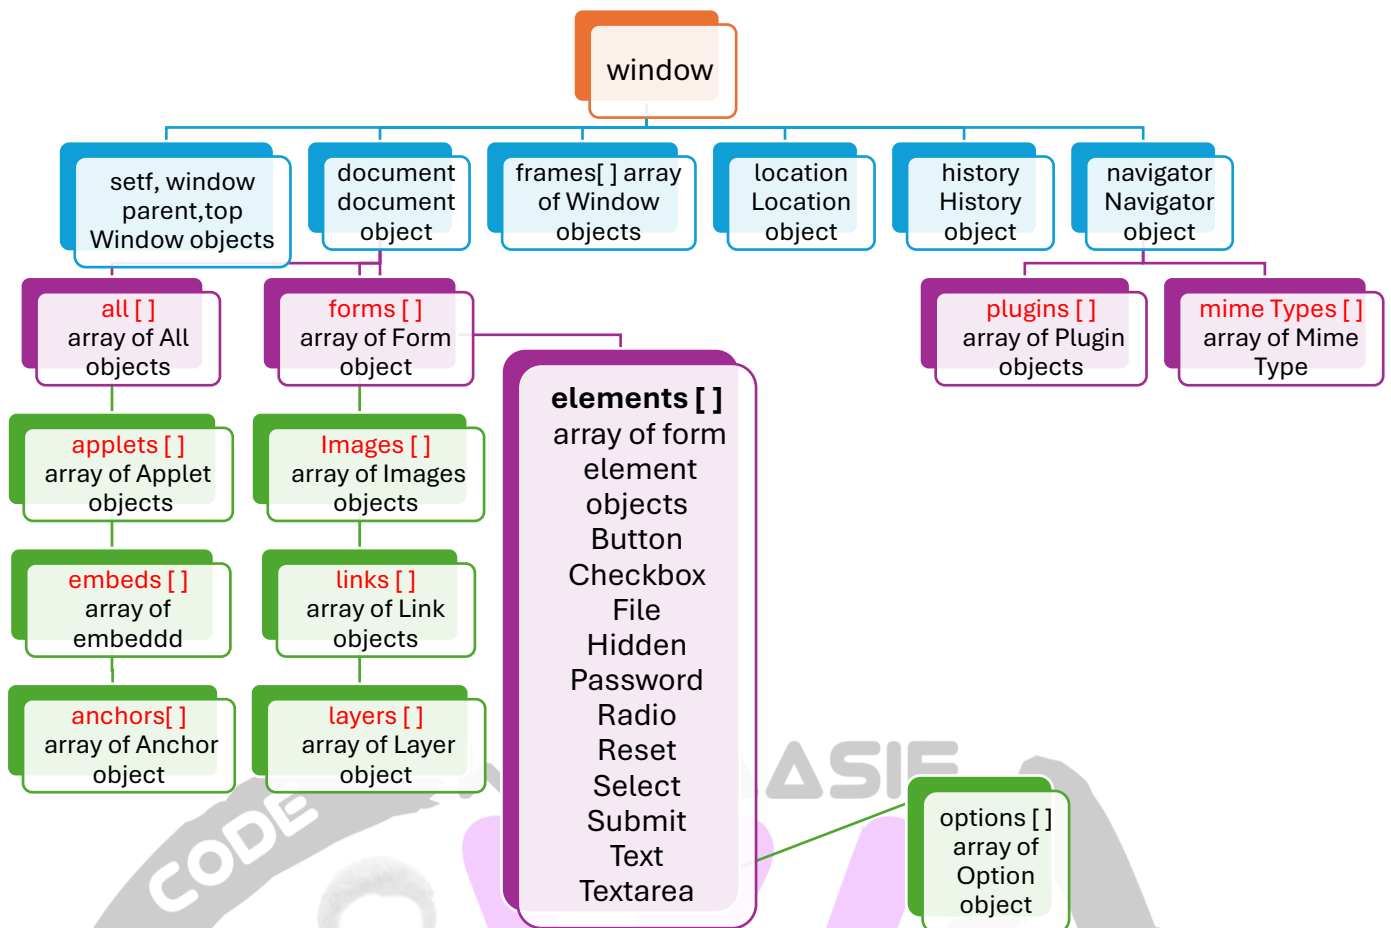 window
setf, window
parent,top
Window objects
document
document
object
frames[ ] array
of Window
objects
location
Location
object
history
History
object
navigator
Navigator
object
all [ ]
array of All
objects
forms [ ]
array of Form
object
plugins [ ]
array of Plugin
objects
mime Types [ ]
array of Mime
Type
elements [ ]
array of form
element
objects
Button
Checkbox
File
Hidden
Password
Radio
Reset
Select
Submit
Text
Textarea
applets [ ]
array of Applet
objects
Images [ ]
array of Images
objects
embeds [ ]
array of
embeddd
links [ ]
array of Link
objects
anchors[ ]
array of Anchor
object
layers [ ]
array of Layer
object
options [ ]
array of
Option
object
CODE